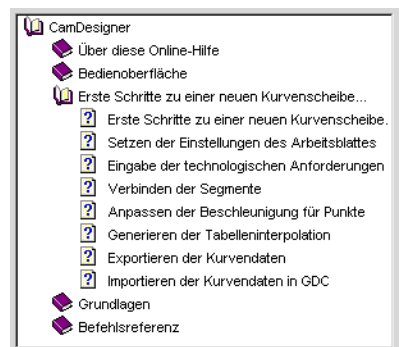 CamDesigner
Über diese Online-Hilfe
Bedienoberfläche
Erste Schritte zu einer neuen Kurvenscheibe...
Erste Schritte zu einer neuen Kurvenscheibe.
Setzen der Einstellungen des Arbeitsblattes
Eingabe der technologischen Anforderungen
Verbinden der Segmente
Anpassen der Beschleunigung für Punkte
Generieren der Tabelleninterpolation
Exportieren der Kurvendaten
Importieren der Kurvendaten in GDC
Grundlagen
Befehlsreferenz